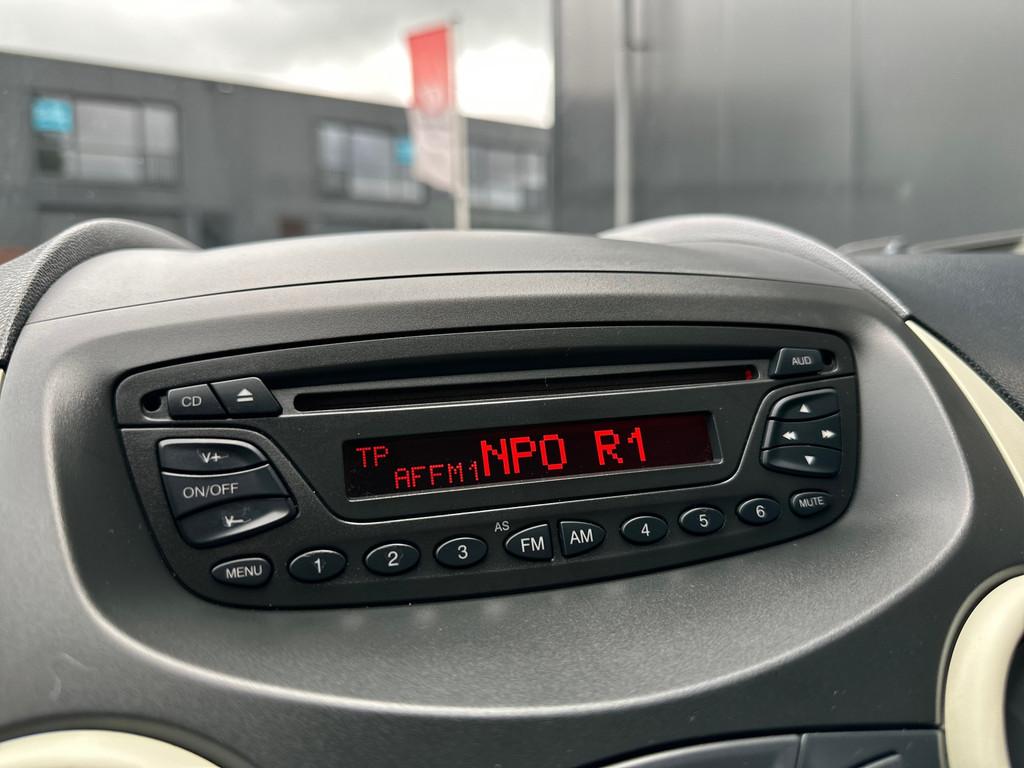 AUD
CD
TP
AFFM1 NPO R1
V+
ON/OFF
V-
MENU
1
2
3
AS
FM
AM
4
5
6
MUTE